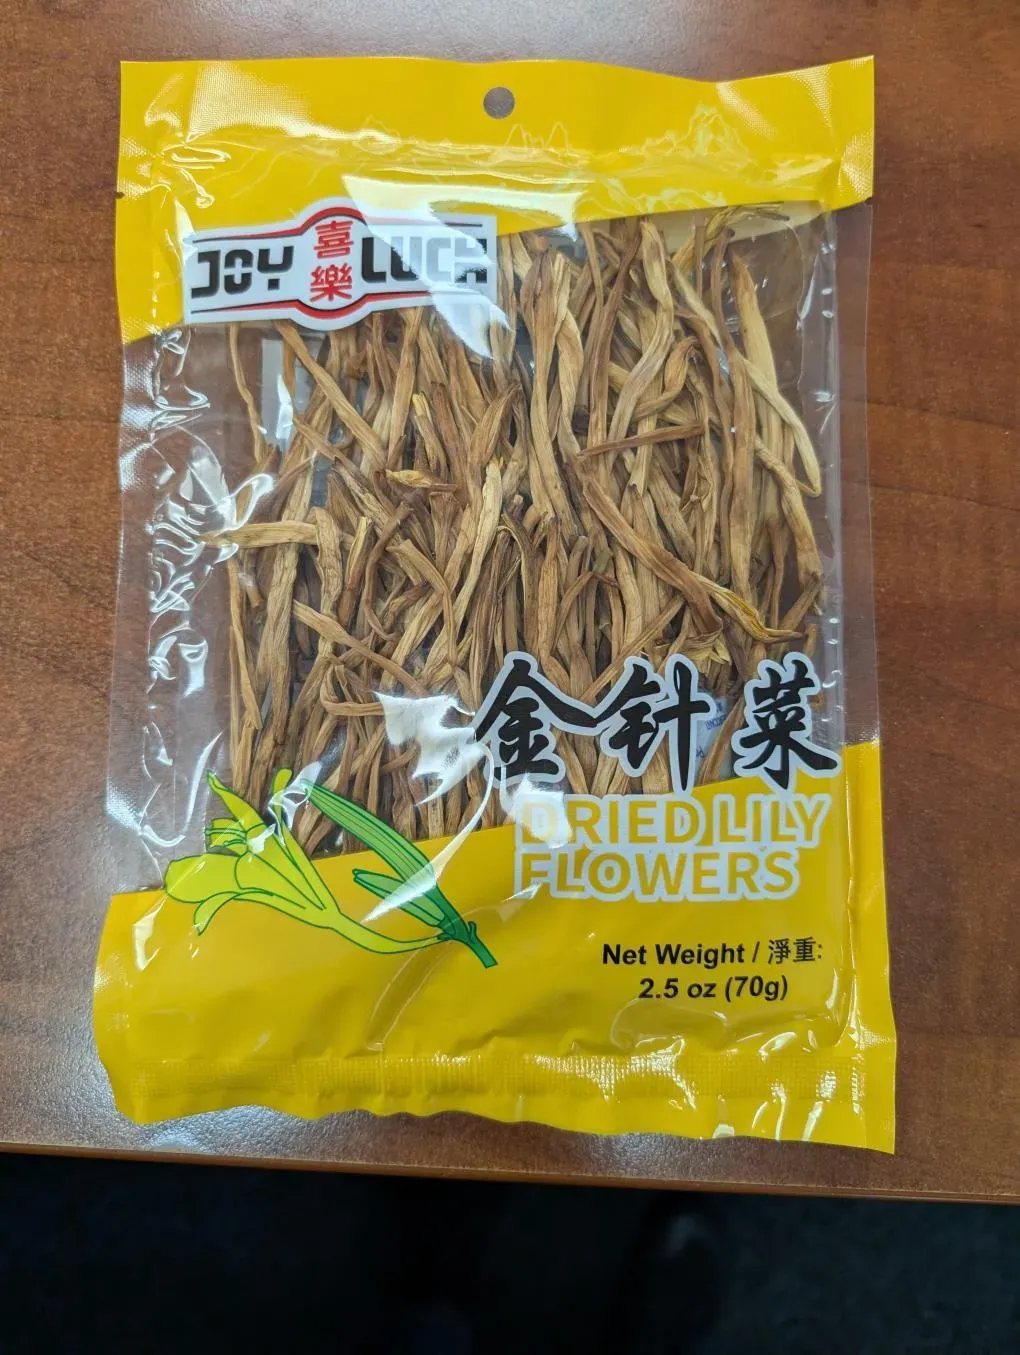 JOY 喜樂 LUCK
金针菜
DRIED LILY
FLOWERS
Net Weight / 淨重:
2.5 oz (70g)